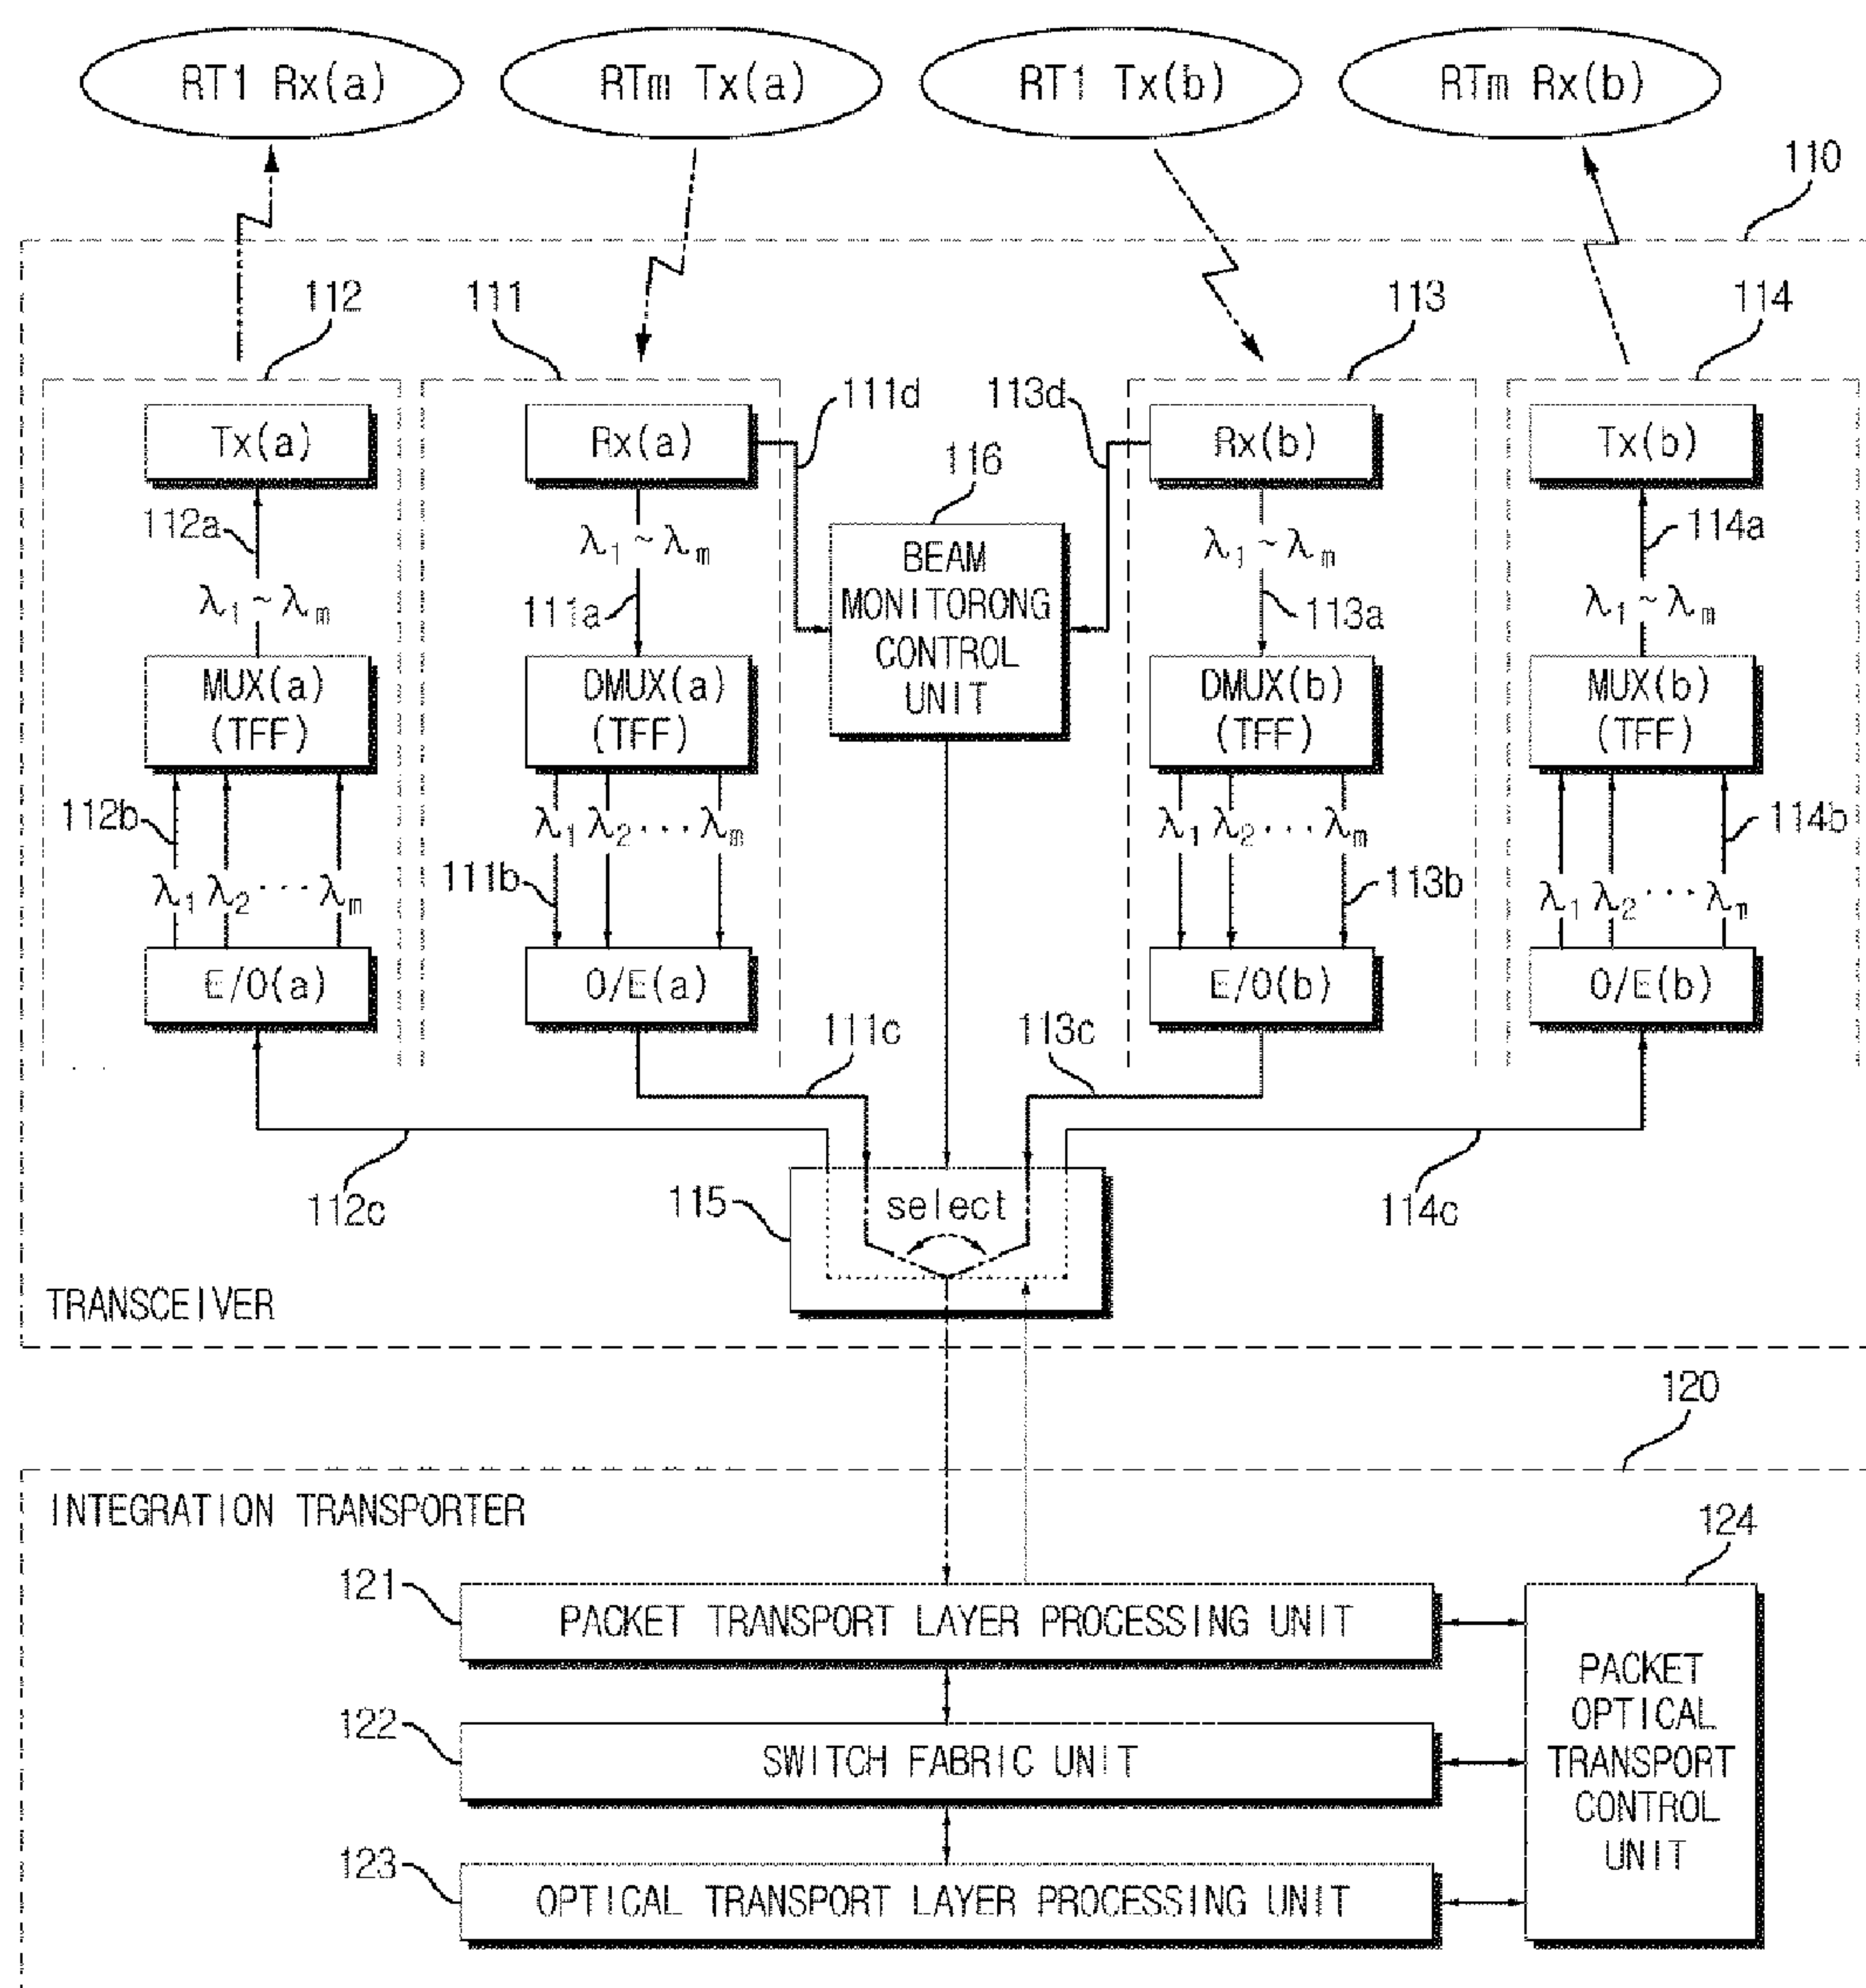 RT1 Rx(a)
RTm Tx(a)
RT1 Tx(b)
RTm Rx(b)
110
112
111
113
114
Tx(a)
Rx(a)
111d
113d
Rx(b)
Tx(b)
116
112a
λ1 ~ λm
111a
λ1 ~ λm
BEAM
MONITORONG
CONTROL
UNIT
λ1 ~ λm
113a
114a
λ1 ~ λm
MUX(a)
(TFF)
DMUX(a)
(TFF)
DMUX(b)
(TFF)
MUX(b)
(TFF)
112b
λ1 λ2 ··· λm
111b
λ1 λ2 ··· λm
λ1 λ2 ··· λm
113b
114b
λ1 λ2 ··· λm
E/O(a)
O/E(a)
E/O(b)
O/E(b)
111c
113c
112c
115
select
114c
TRANSCEIVER
120
INTEGRATION TRANSPORTER
124
121
PACKET TRANSPORT LAYER PROCESSING UNIT
122
SWITCH FABRIC UNIT
123
OPTICAL TRANSPORT LAYER PROCESSING UNIT
PACKET
OPTICAL
TRANSPORT
CONTROL
UNIT